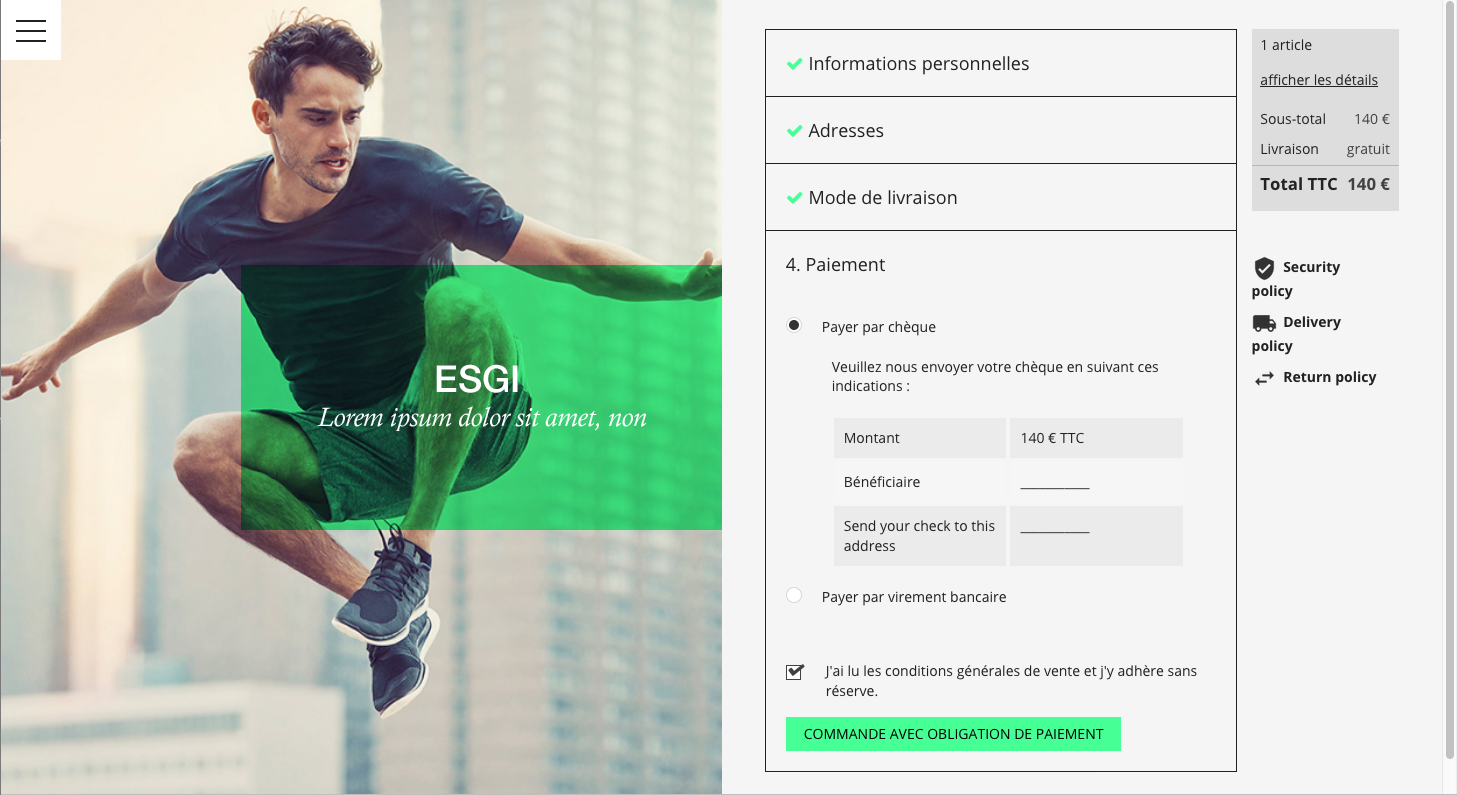 ESGI
Lorem ipsum dolor sit amet, non
Informations personnelles
Adresses
Mode de livraison
4. Paiement
Payer par chèque
Veuillez nous envoyer votre chèque en suivant ces
indications :
Montant 140 € TTC
Bénéficiaire __________
Send your check to this __________
address
Payer par virement bancaire
J'ai lu les conditions générales de vente et j'y adhère sans
réserve.
COMMANDE AVEC OBLIGATION DE PAIEMENT
1 article
afficher les détails
Sous-total 140 €
Livraison gratuit
Total TTC 140 €
Security
policy
Delivery
policy
Return policy